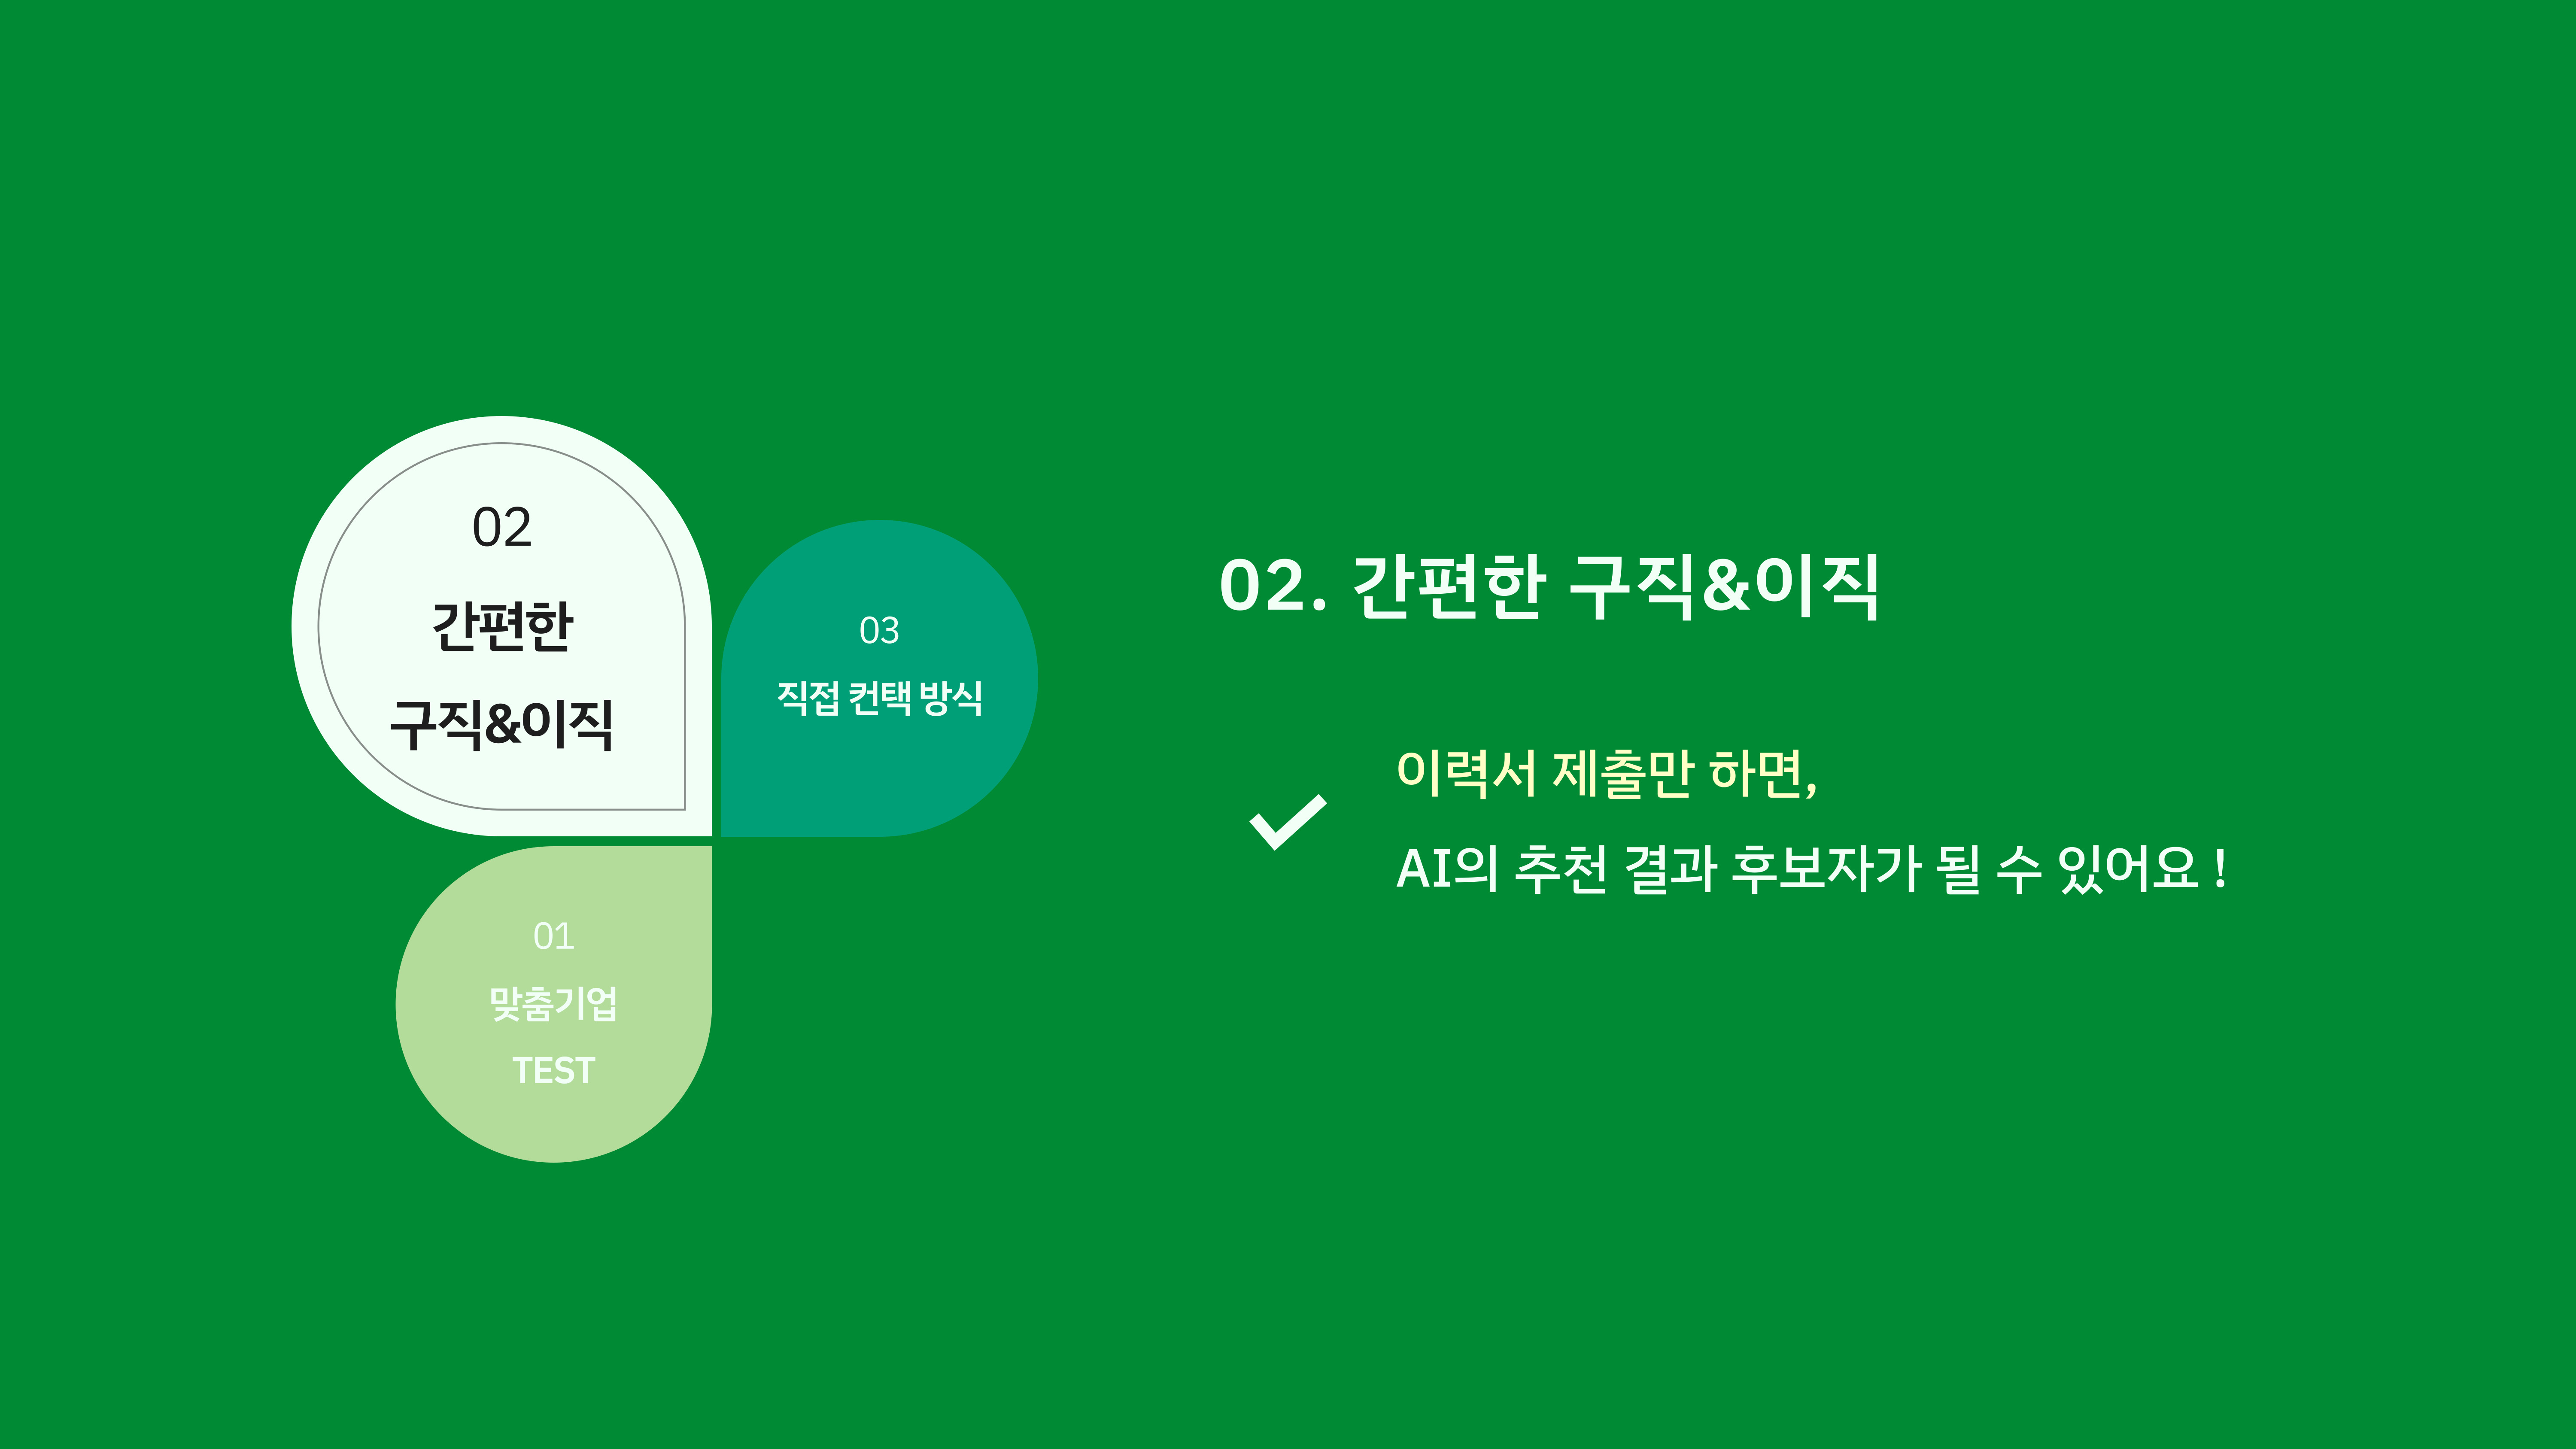 02
간편한
구직&이직
03
직접 컨택 방식
01
맞춤기업
TEST
02. 간편한 구직&이직
이력서 제출만 하면,
AI의 추천 결과 후보자가 될 수 있어요 !